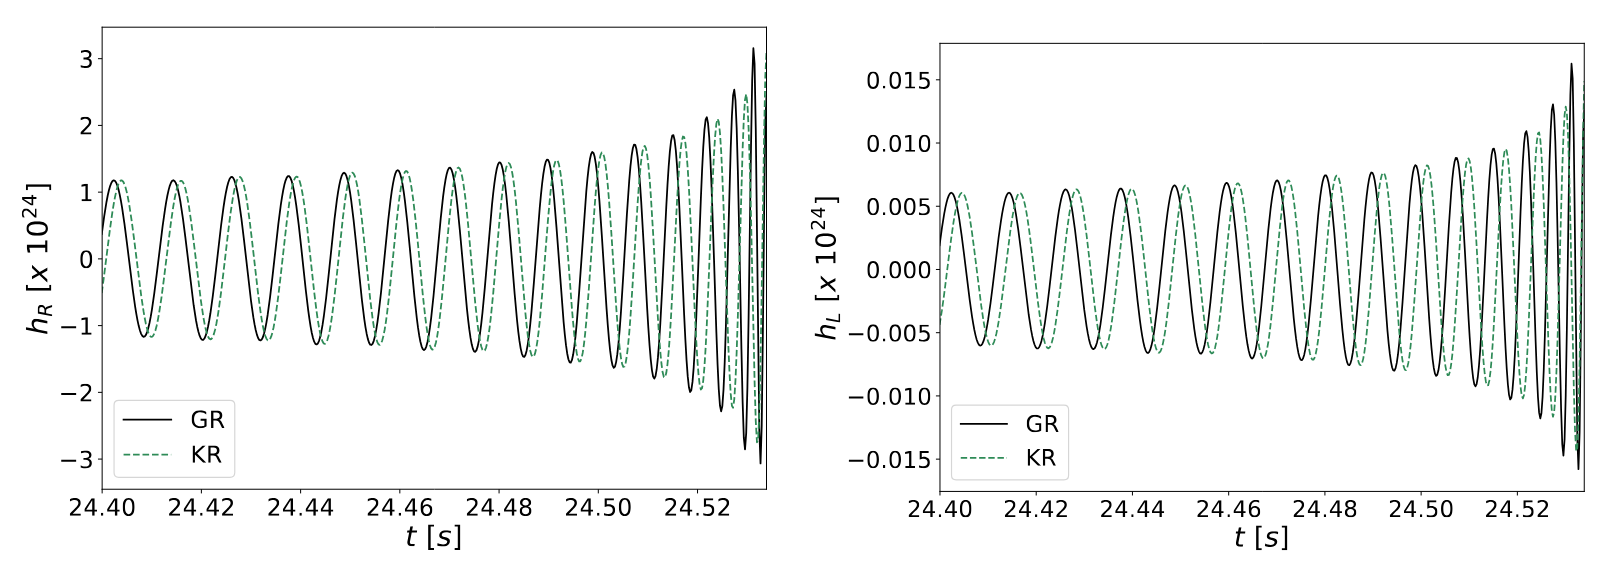 3
2
1
0
−1
−2
−3
h_R [x 10^24]
GR
KR
24.40 24.42 24.44 24.46 24.48 24.50 24.52
t [s]
0.015
0.010
0.005
0.000
−0.005
−0.010
−0.015
h_L [x 10^24]
GR
KR
24.40 24.42 24.44 24.46 24.48 24.50 24.52
t [s]